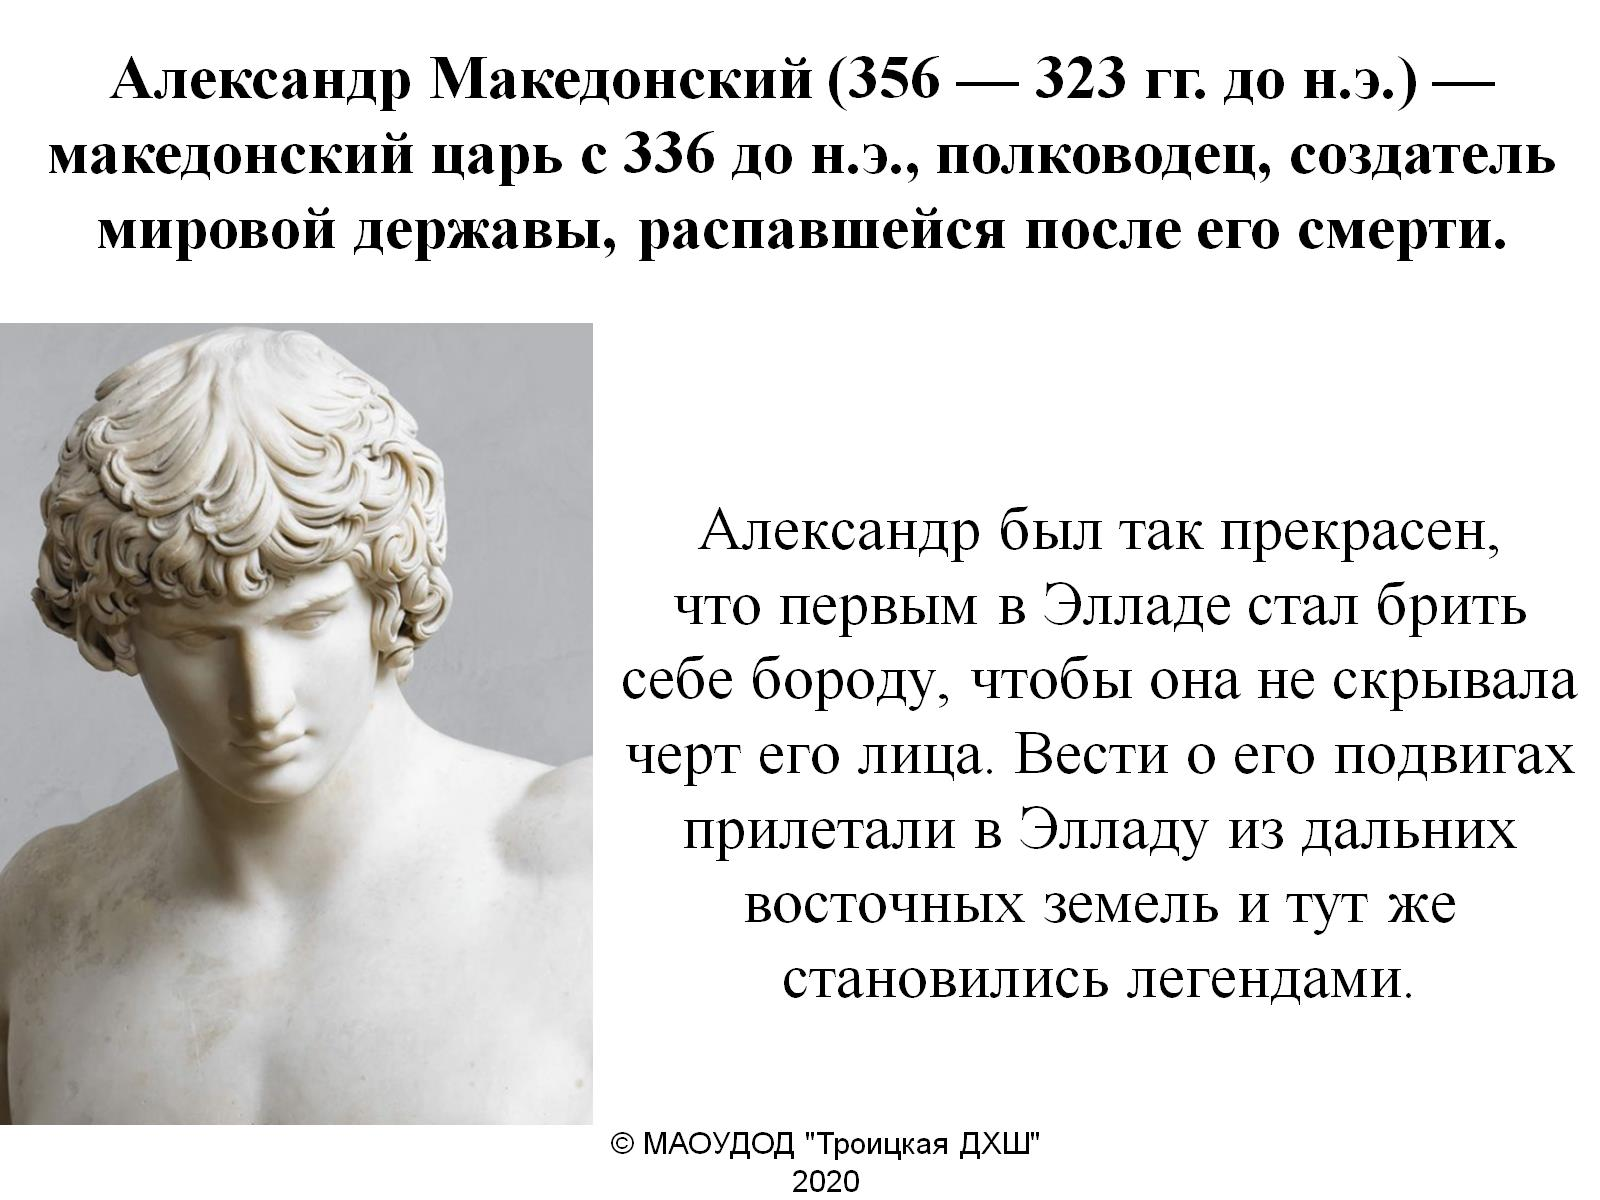 Александр Македонский (356 — 323 гг. до н.э.) —
македонский царь с 336 до н.э., полководец, создатель
мировой державы, распавшейся после его смерти.
Александр был так прекрасен,
что первым в Элладе стал брить
себе бороду, чтобы она не скрывала
черт его лица. Вести о его подвигах
прилетали в Элладу из дальних
восточных земель и тут же
становились легендами.
© МАОУДОД "Троицкая ДХШ"
2020